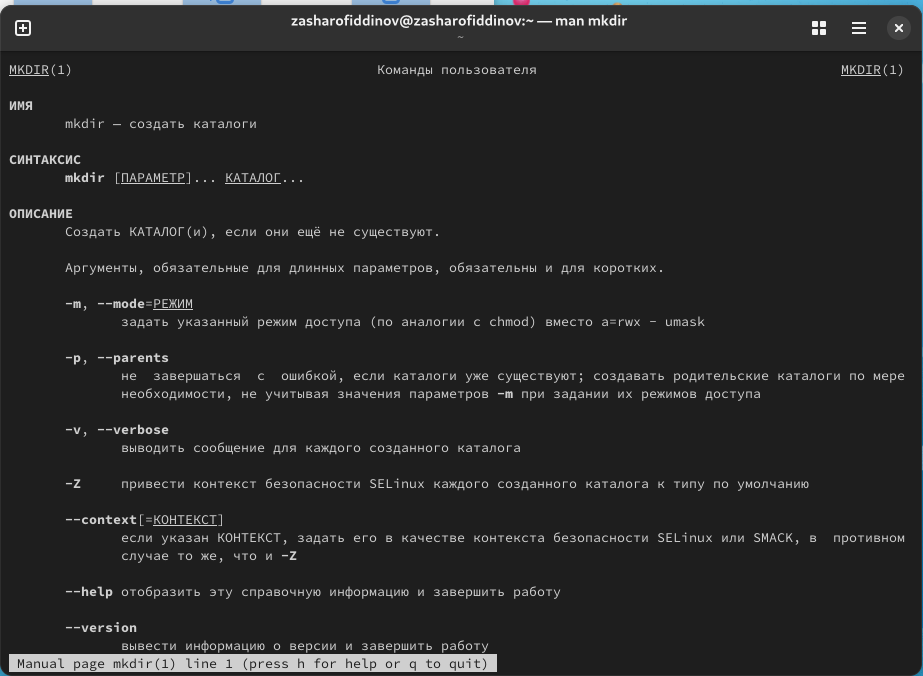 zasharofiddinov@zasharofiddinov:~ — man mkdir
~
MKDIR(1) Команды пользователя MKDIR(1)
ИМЯ
mkdir — создать каталоги
СИНТАКСИС
mkdir [ПАРАМЕТР]... КАТАЛОГ...
ОПИСАНИЕ
Создать КАТАЛОГ(и), если они ещё не существуют.
Аргументы, обязательные для длинных параметров, обязательны и для коротких.
-m, --mode=РЕЖИМ
задать указанный режим доступа (по аналогии с chmod) вместо a=rwx - umask
-p, --parents
не завершаться с ошибкой, если каталоги уже существуют; создавать родительские каталоги по мере
необходимости, не учитывая значения параметров -m при задании их режимов доступа
-v, --verbose
выводить сообщение для каждого созданного каталога
-Z привести контекст безопасности SELinux каждого созданного каталога к типу по умолчанию
--context[=КОНТЕКСТ]
если указан КОНТЕКСТ, задать его в качестве контекста безопасности SELinux или SMACK, в противном
случае то же, что и -Z
--help отобразить эту справочную информацию и завершить работу
--version
вывести информацию о версии и завершить работу
Manual page mkdir(1) line 1 (press h for help or q to quit)